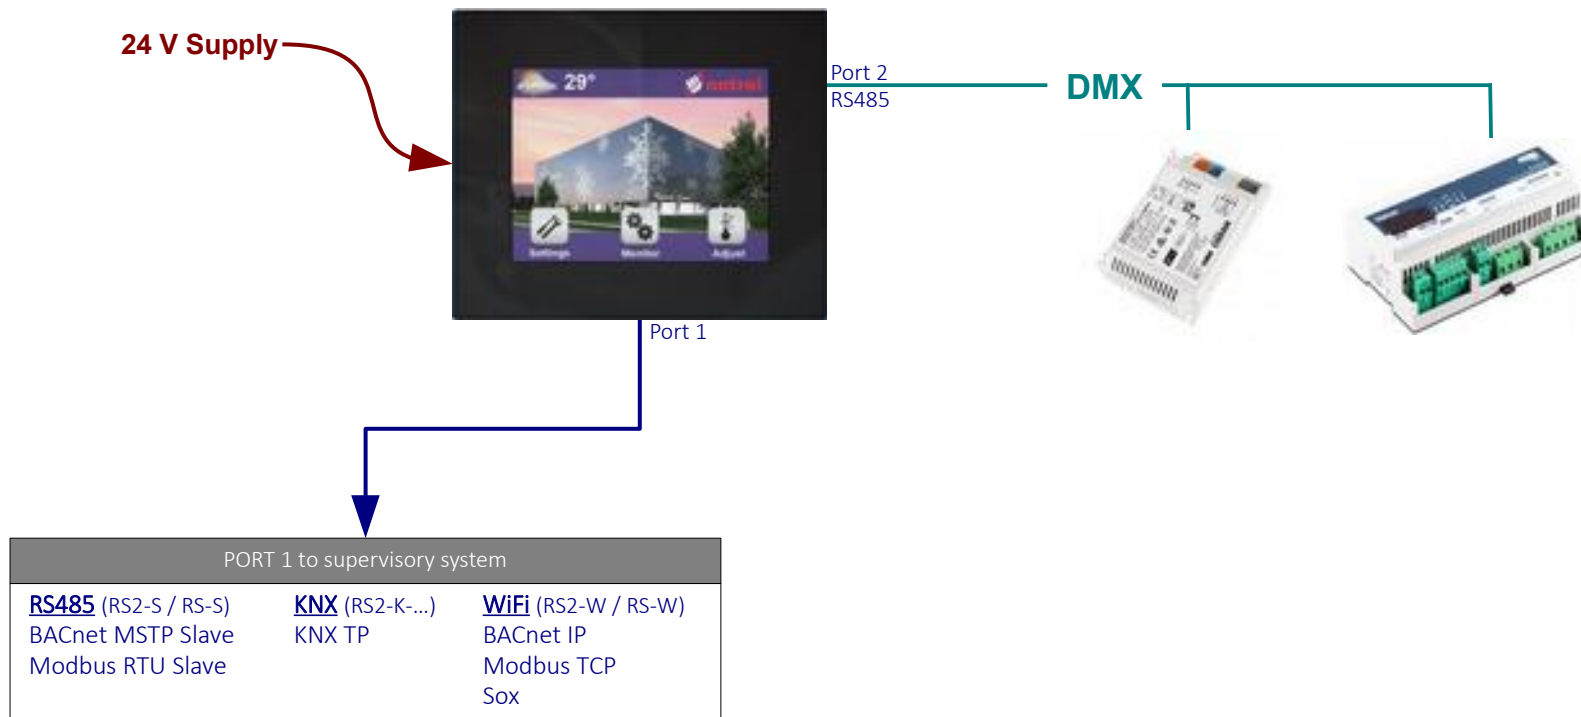 24 V Supply
29°
Settings
Monitor
Adjust
Port 2
RS485
DMX
Port 1
PORT 1 to supervisory system
RS485 (RS2-S / RS-S)
BACnet MSTP Slave
Modbus RTU Slave
KNX (RS2-K-...)
KNX TP
WiFi (RS2-W / RS-W)
BACnet IP
Modbus TCP
Sox